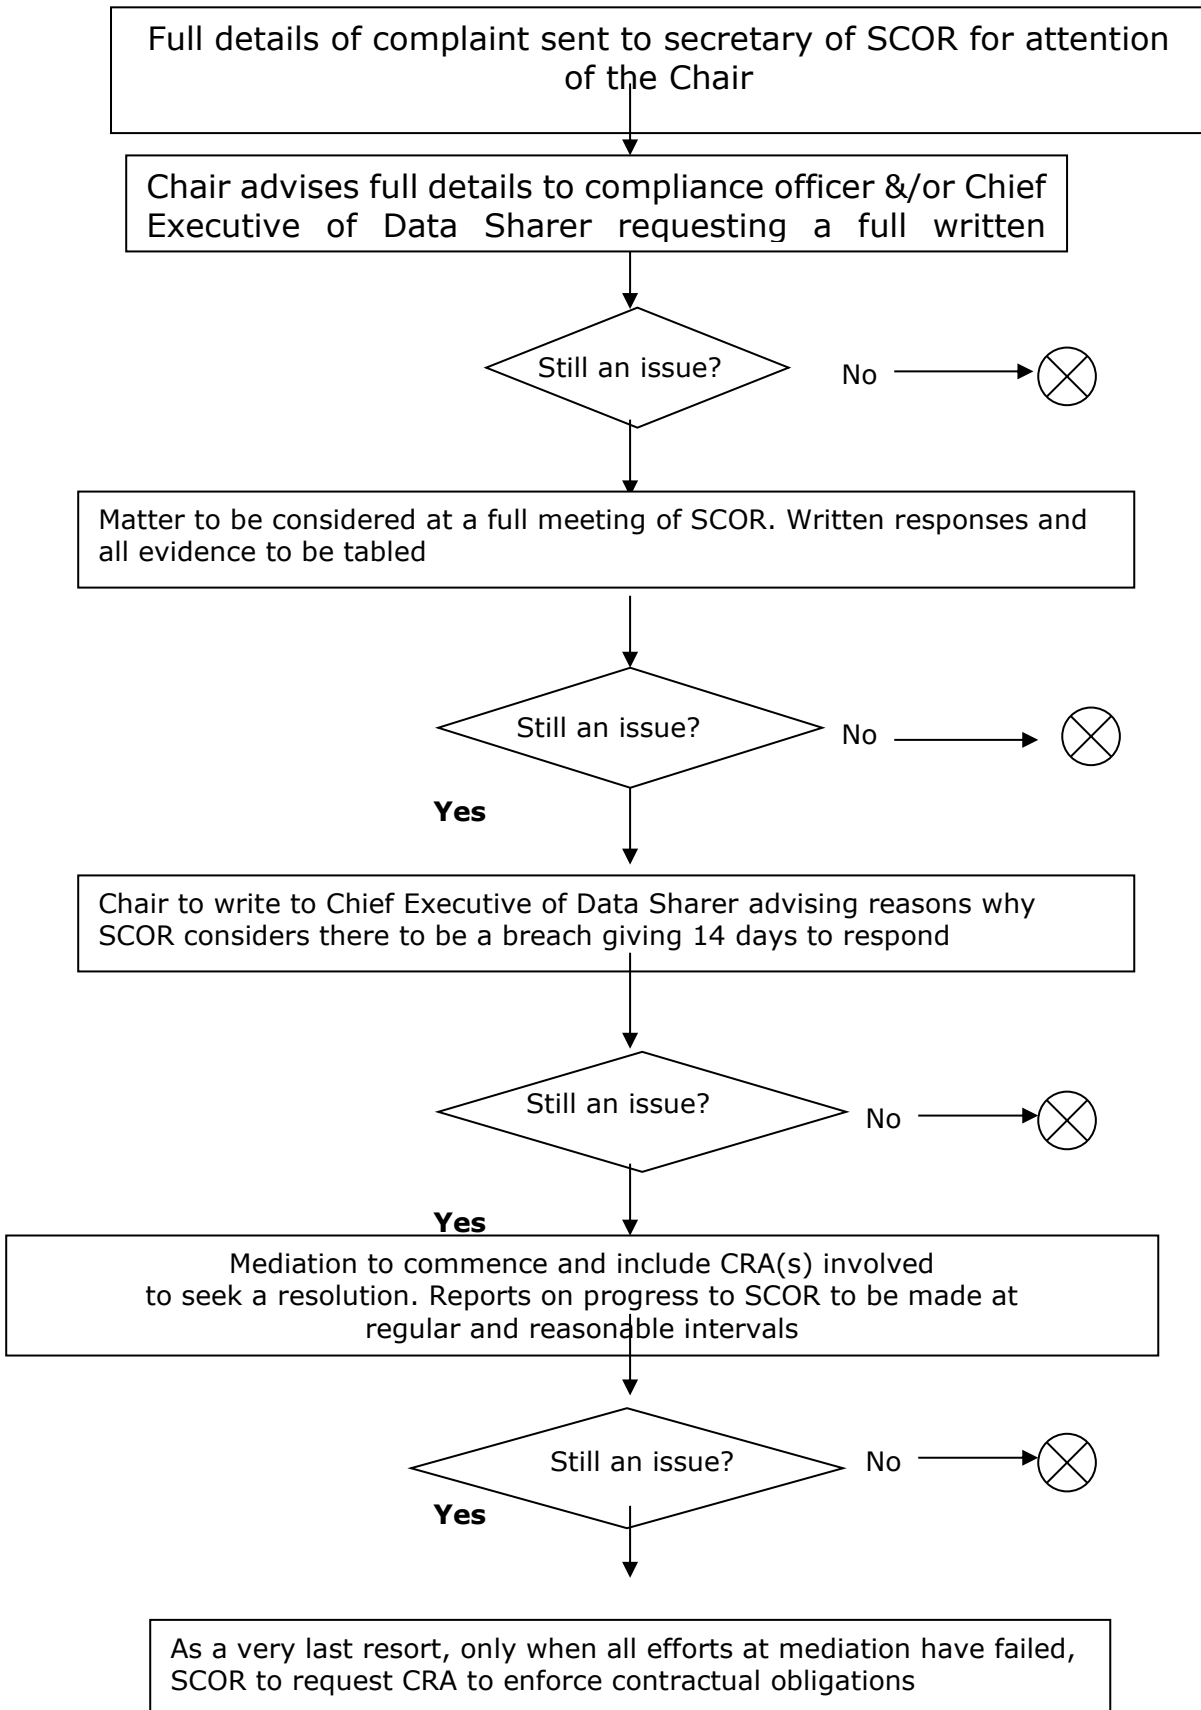 Full details of complaint sent to secretary of SCOR for attention
of the Chair
Chair advises full details to compliance officer &/or Chief
Executive of Data Sharer requesting a full written
Still an issue?
No
Matter to be considered at a full meeting of SCOR. Written responses and
all evidence to be tabled
Still an issue?
No
Yes
Chair to write to Chief Executive of Data Sharer advising reasons why
SCOR considers there to be a breach giving 14 days to respond
Still an issue?
No
Yes
Mediation to commence and include CRA(s) involved
to seek a resolution. Reports on progress to SCOR to be made at
regular and reasonable intervals
Still an issue?
No
Yes
As a very last resort, only when all efforts at mediation have failed,
SCOR to request CRA to enforce contractual obligations